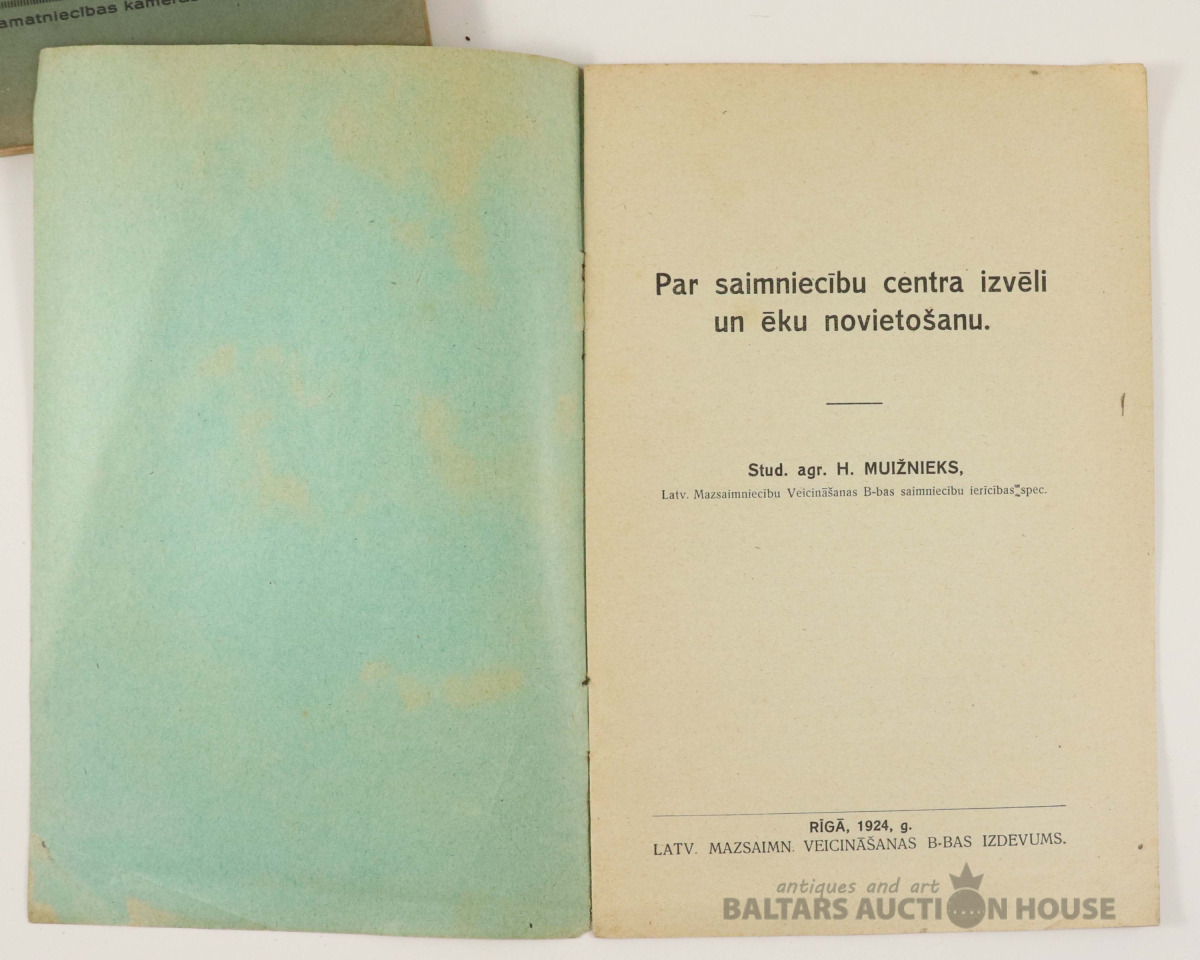 amatniecības kameras
Par saimniecību centra izvēli
un ēku novietošanu.
Stud. agr. H. MUIŽNIEKS,
Latv. Mazsaimniecību Veicināšanas B-bas saimniecību ierīcības spec.
RĪGĀ, 1924, g.
LATV. MAZSAIMN. VEICINĀŠANAS B-BAS IZDEVUMS.
antiques and art
BALTARS AUCTION HOUSE